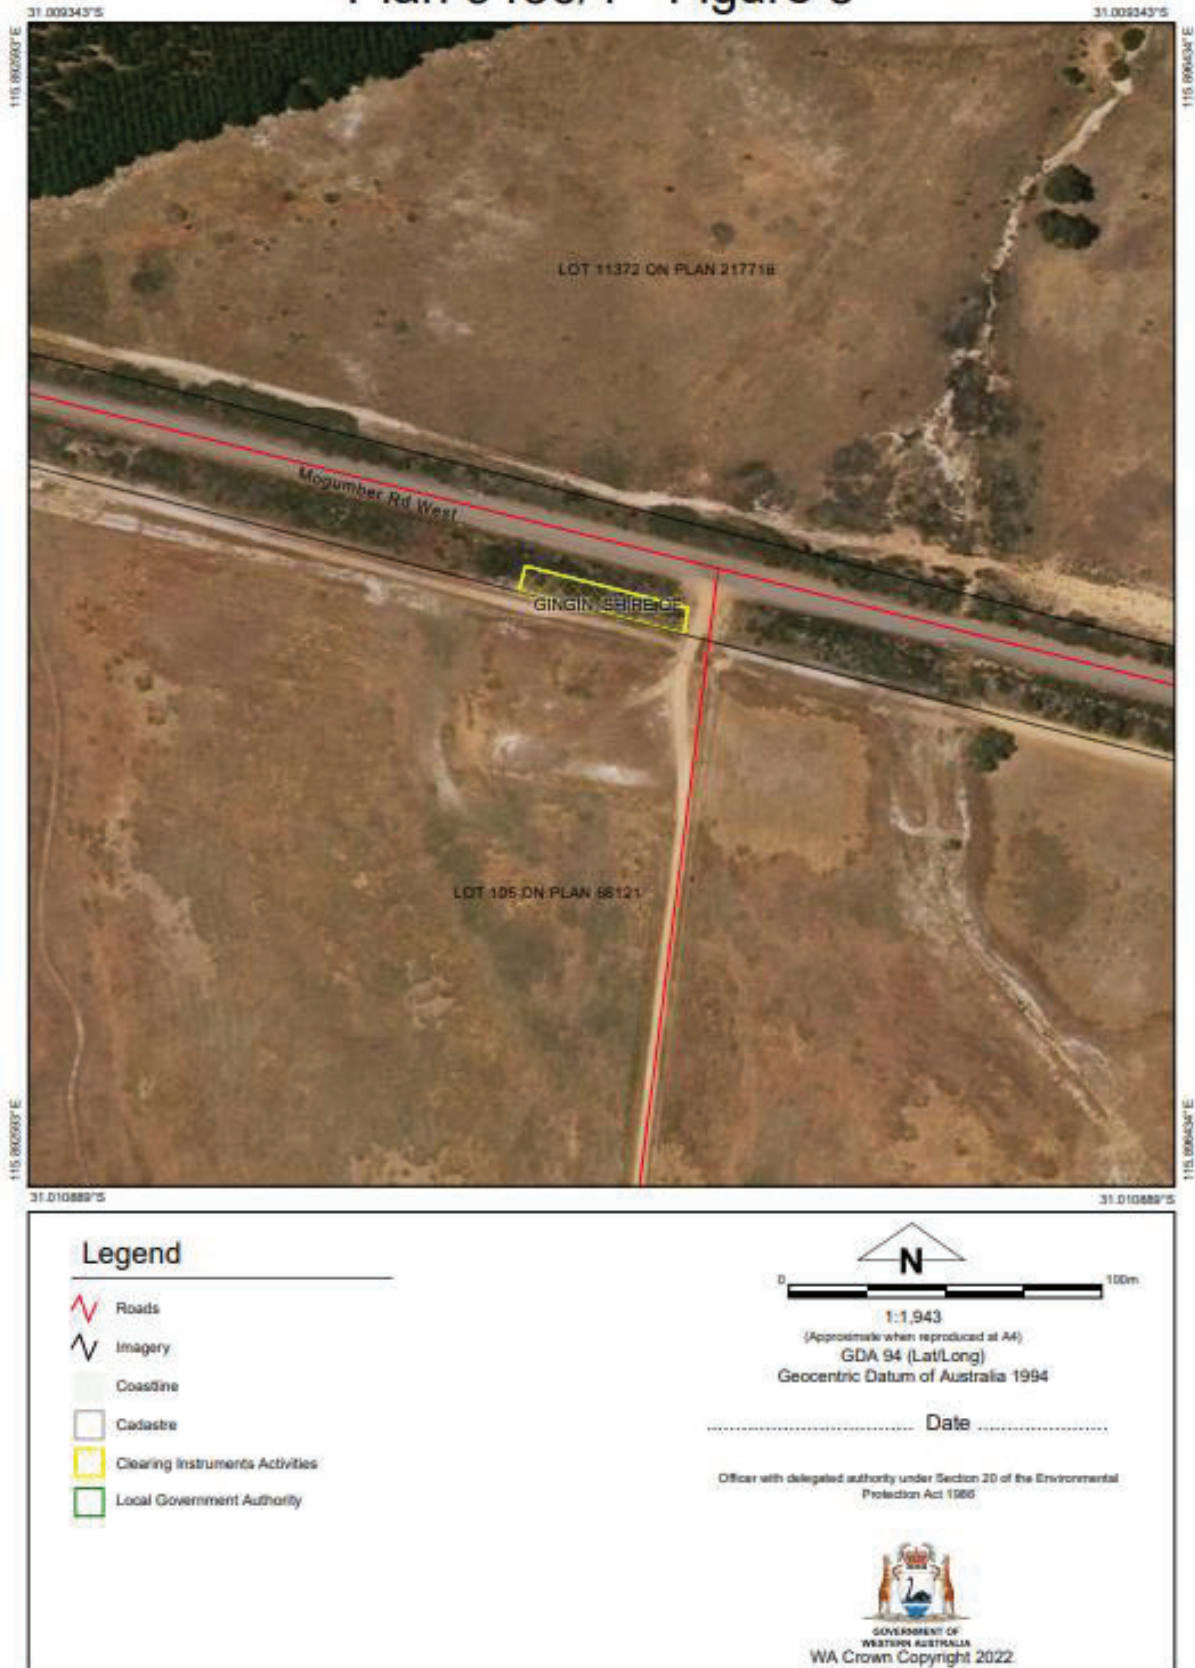 31.009343°S
31.009343°S
LOT 11372 ON PLAN 217718
Mogumber Rd West
GINGIN, SHIRE OF
LOT 105 ON PLAN
31.010889°S
31.010889°S
Legend
Roads
Imagery
Coastline
Cadastre
Clearing Instruments Activities
Local Government Authority
N
0
100m
1:1,943
(Approximate when reproduced at A4)
GDA 94 (Lat/Long)
Geocentric Datum of Australia 1994
Date
Officer with delegated authority under Section 20 of the Environmental
Protection Act 1986
GOVERNMENT OF
WESTERN AUSTRALIA
WA Crown Copyright 2022